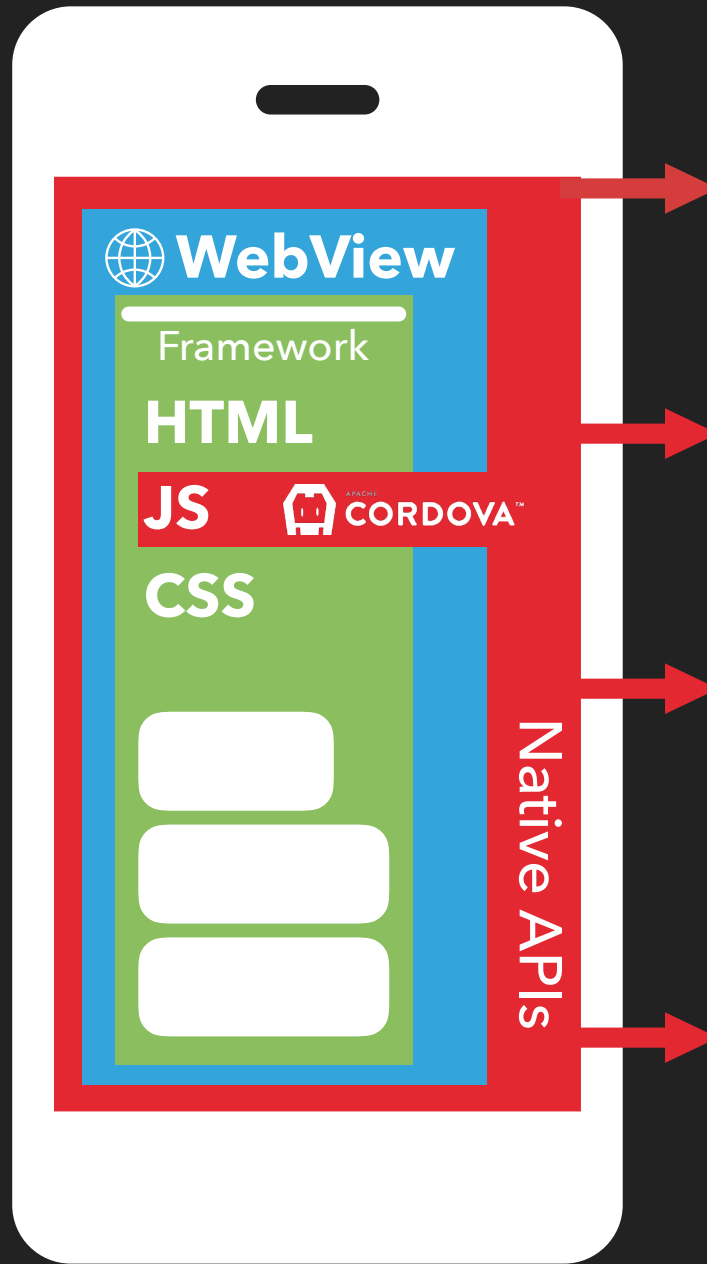 WebView
Framework
HTML
JS
APACHE
CORDOVA™
CSS
Native APIs